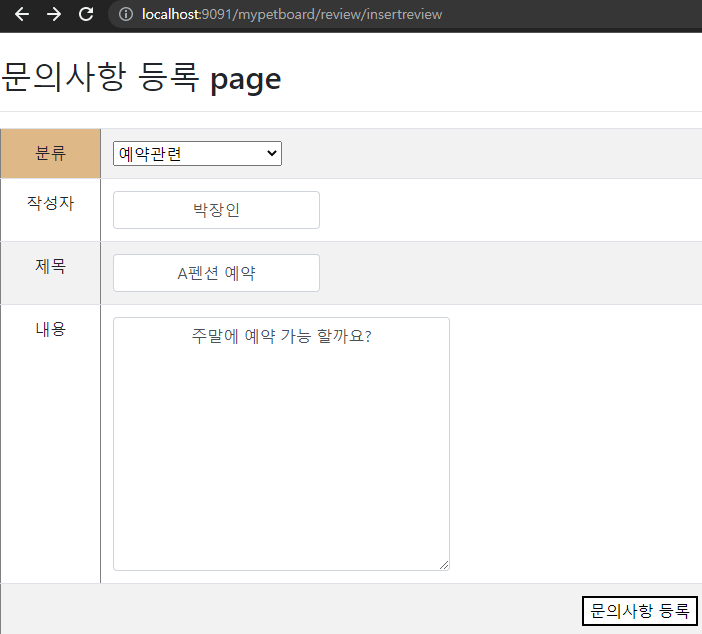 localhost:9091/mypetboard/review/insertreview
문의사항 등록 page
분류 예약관련
작성자 박장인
제목 A펜션 예약
내용 주말에 예약 가능 할까요?
문의사항 등록